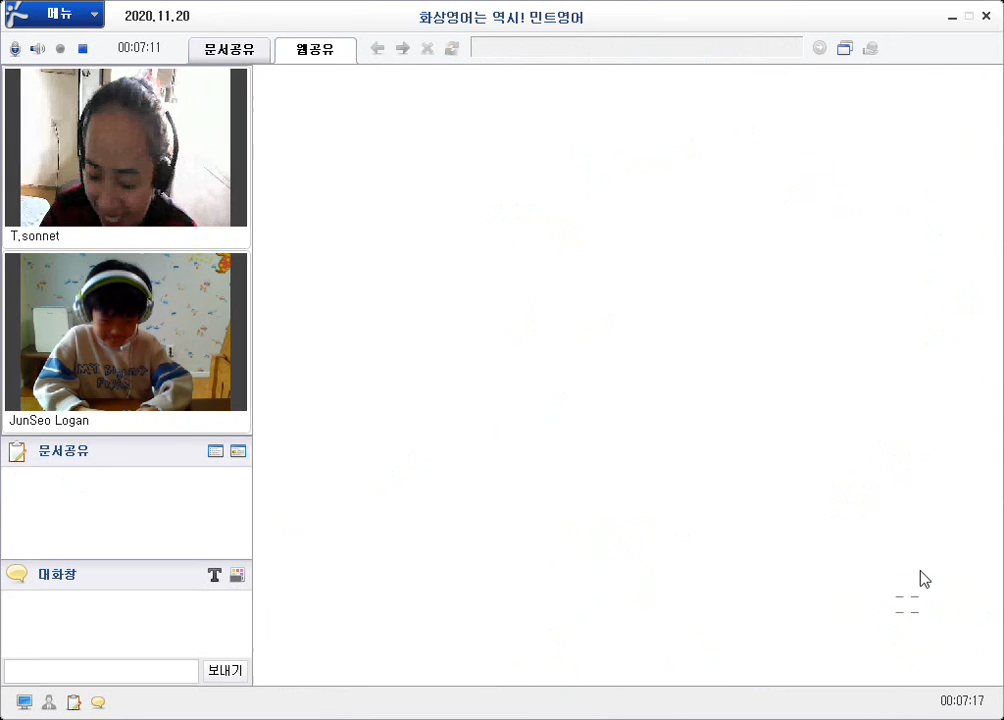 메뉴
2020.11.20
화상영어는 역시! 민트영어
00:07:11
문서공유
웹공유
T.sonnet
MY
JunSeo Logan
문서공유
대화창
T
보내기
00:07:17